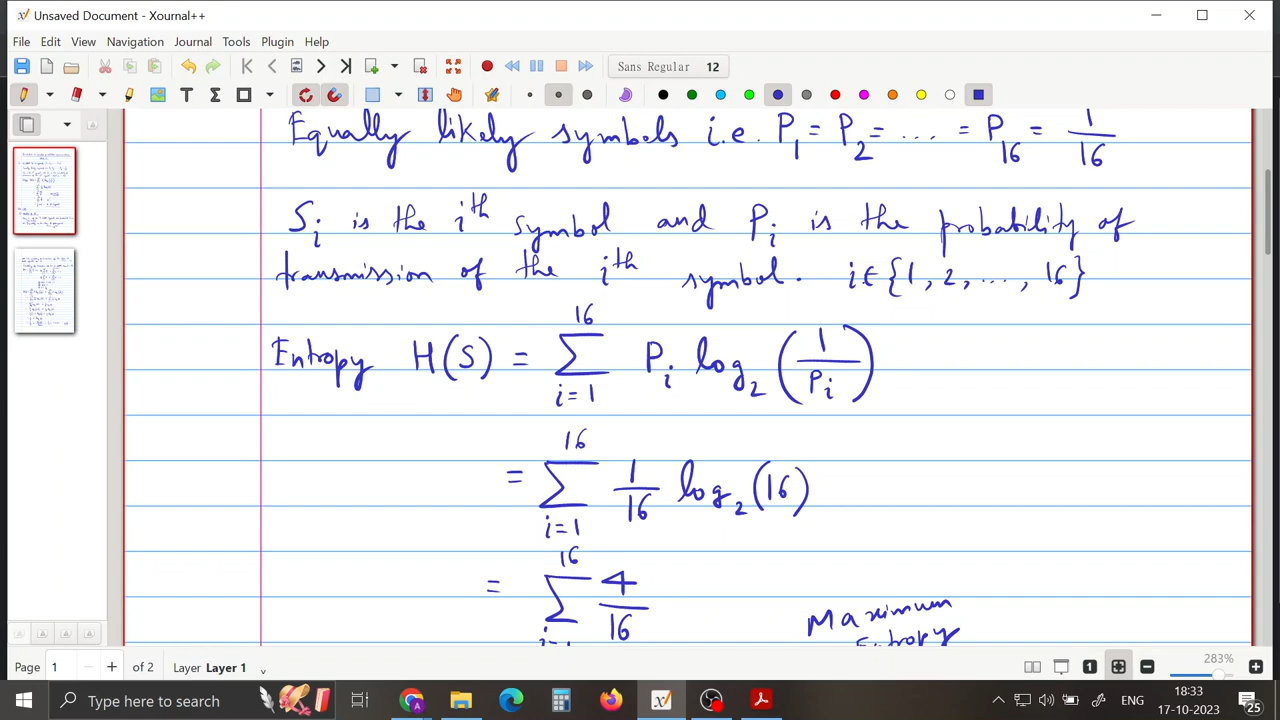 Unsaved Document - Xournal++
File Edit View Navigation Journal Tools Plugin Help
Sans Regular 12
Equally likely symbols i.e. P₁ = P₂ = ... = P₁₆ = 1/16
Sᵢ is the iᵗʰ symbol and Pᵢ is the probability of
transmission of the iᵗʰ symbol. i ∈ {1, 2, ..., 16}
Entropy H(S) = ∑_{i=1}^{16} Pᵢ log₂ (1/Pᵢ)
= ∑_{i=1}^{16} 1/16 log₂ (16)
= ∑_{i=1}^{16} 4/16
Maximum
Entropy
Page 1 of 2 Layer Layer 1 283%
Type here to search
ENG
18:33
17-10-2023
25